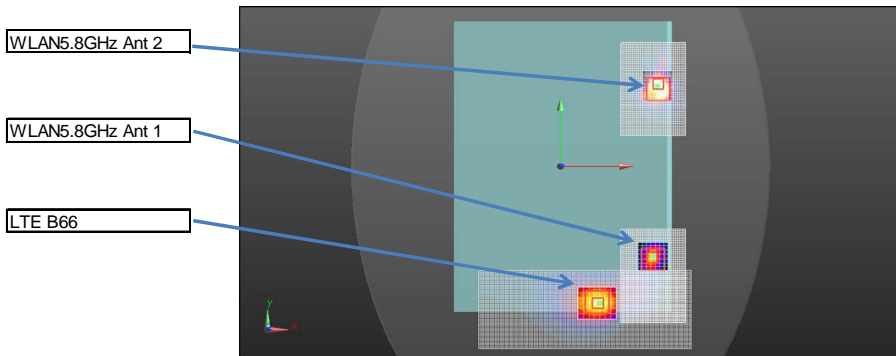 WLAN5.8GHz Ant 2
WLAN5.8GHz Ant 1
LTE B66
y
x